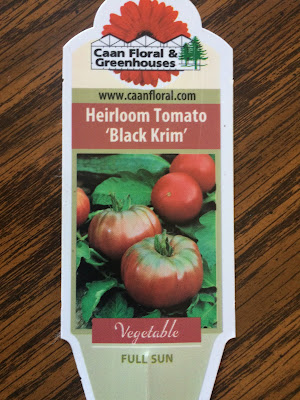 Caan Floral &
Greenhouses
www.caanfloral.com
Heirloom Tomato
‘Black Krim’
Vegetable
FULL SUN